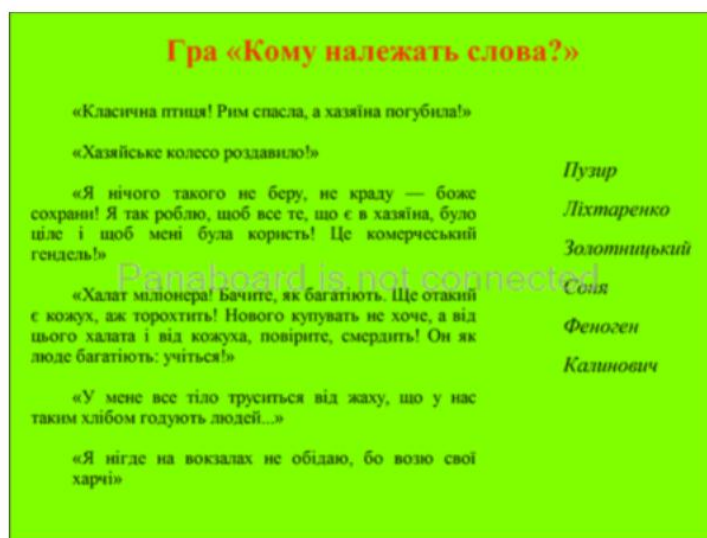 Гра «Кому належать слова?»
«Класична птиця! Рим спасла, а хазяїна погубила!»
«Хазяйське колесо роздавило!»
«Я нічого такого не беру, не краду — боже
сохрани! Я так роблю, щоб все те, що є в хазяїна, було
ціле і щоб мені була користь! Це комерчеський
гендель!»
«Халат міліонера! Бачите, як багатіють. Ще отакий
є кожух, аж торохтить! Нового купувать не хоче, а від
цього халата і від кожуха, повірите, смердить! Он як
люде багатіють: учіться!»
«У мене все тіло труситься від жаху, що у нас
таким хлібом годують людей...»
«Я нігде на вокзалах не обідаю, бо возю свої
харчі»
Пузир
Ліхтаренко
Золотницький
Соня
Феноген
Калинович
Panaboard is not connected